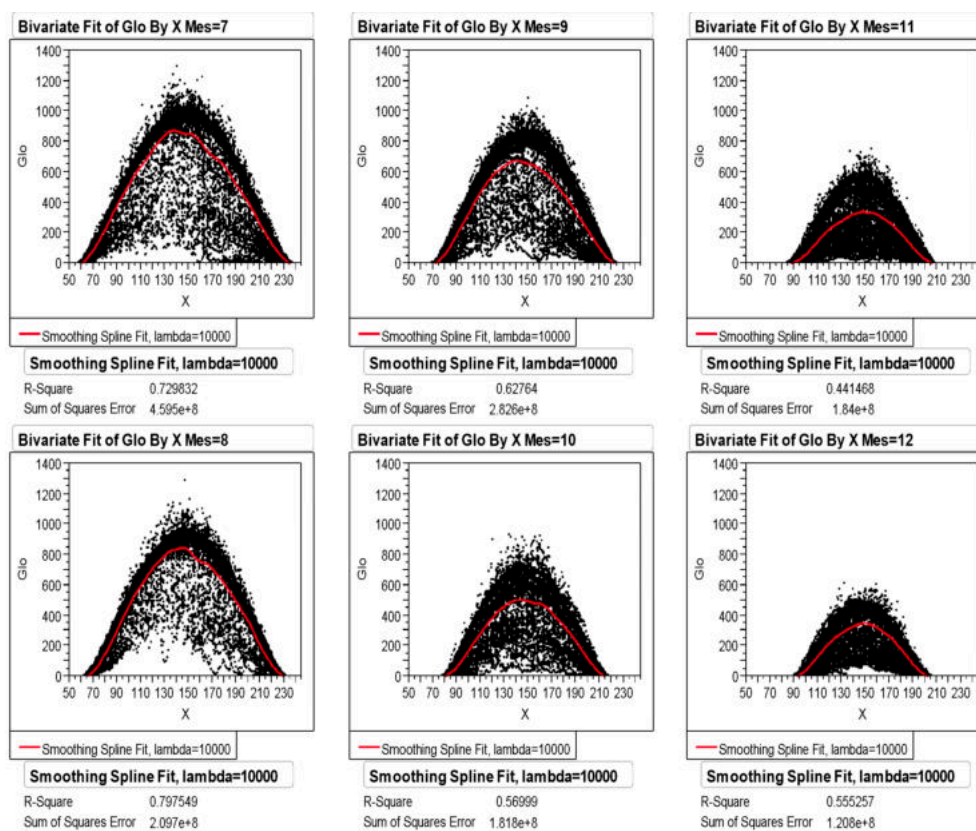 Bivariate Fit of Glo By X Mes=7
1400
1200
1000
800
600
400
200
0
Glo
50 70 90 110 130 150 170 190 210 230
X
Smoothing Spline Fit, lambda=10000
Smoothing Spline Fit, lambda=10000
R-Square 0.729832
Sum of Squares Error 4.595e+8
Bivariate Fit of Glo By X Mes=9
1400
1200
1000
800
600
400
200
0
Glo
50 70 90 110 130 150 170 190 210 230
X
Smoothing Spline Fit, lambda=10000
Smoothing Spline Fit, lambda=10000
R-Square 0.62764
Sum of Squares Error 2.826e+8
Bivariate Fit of Glo By X Mes=11
1400
1200
1000
800
600
400
200
0
Glo
50 70 90 110 130 150 170 190 210 230
X
Smoothing Spline Fit, lambda=10000
Smoothing Spline Fit, lambda=10000
R-Square 0.441468
Sum of Squares Error 1.84e+8
Bivariate Fit of Glo By X Mes=8
1400
1200
1000
800
600
400
200
0
Glo
50 70 90 110 130 150 170 190 210 230
X
Smoothing Spline Fit, lambda=10000
Smoothing Spline Fit, lambda=10000
R-Square 0.797549
Sum of Squares Error 2.097e+8
Bivariate Fit of Glo By X Mes=10
1400
1200
1000
800
600
400
200
0
Glo
50 70 90 110 130 150 170 190 210 230
X
Smoothing Spline Fit, lambda=10000
Smoothing Spline Fit, lambda=10000
R-Square 0.56999
Sum of Squares Error 1.818e+8
Bivariate Fit of Glo By X Mes=12
1400
1200
1000
800
600
400
200
0
Glo
50 70 90 110 130 150 170 190 210 230
X
Smoothing Spline Fit, lambda=10000
Smoothing Spline Fit, lambda=10000
R-Square 0.555257
Sum of Squares Error 1.208e+8